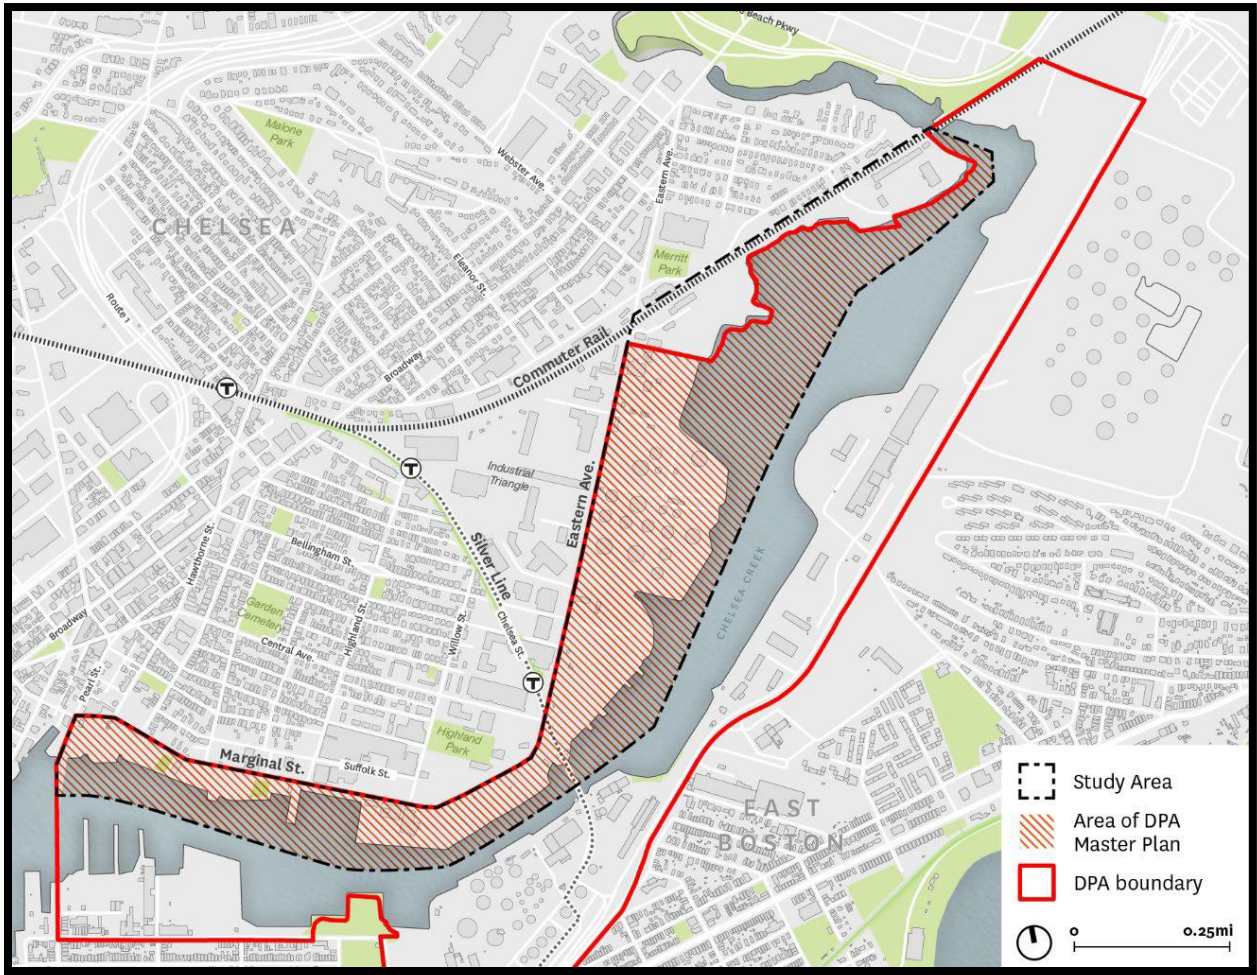 Beach Pkwy
Malone
Park
Webster Ave.
Eastern Ave.
CHELSEA
Merritt
Park
Eleanor St.
Route 1
Commuter Rail
Broadway
T
T
Industrial
Triangle
Eastern Ave.
Hawthorne St.
Bellingham St.
Silver Line
CHELSEA CREEK
Garden
Cemetery
Highland St.
Willow St.
Chelsea St.
Central Ave.
Broadway
Pearl St.
T
Highland
Park
Marginal St.
Suffolk St.
EAST
BOSTON
Study Area
Area of DPA
Master Plan
DPA boundary
0
0.25mi